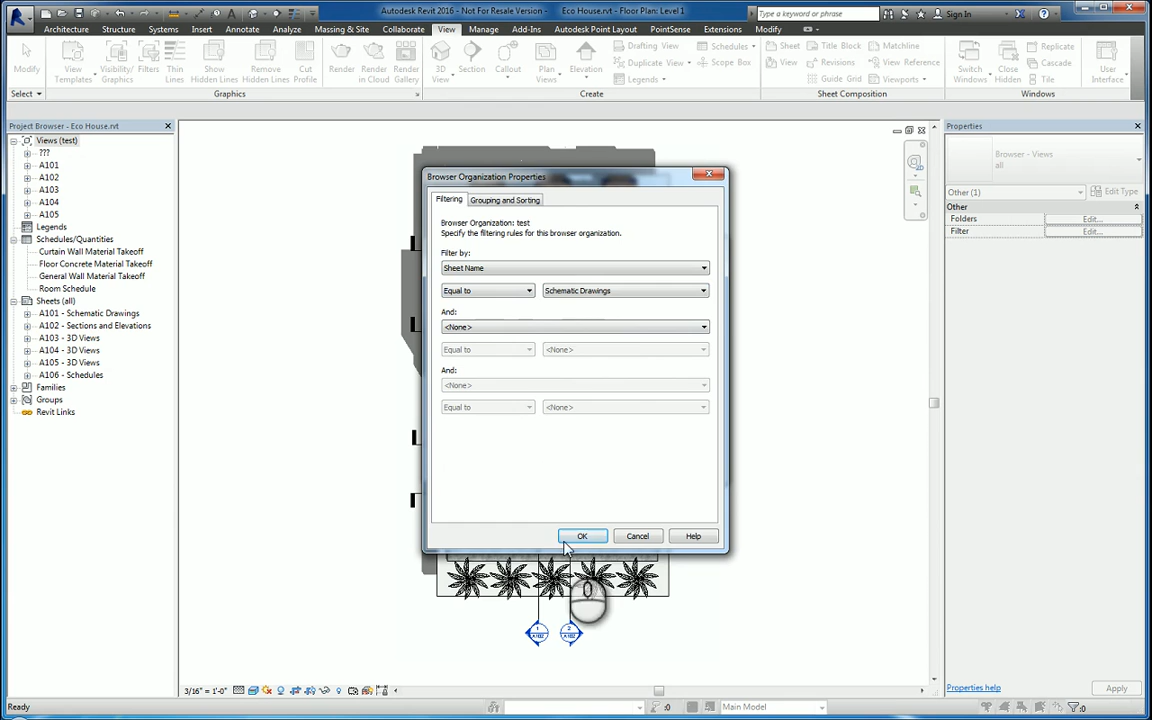 Autodesk Revit 2016 - Not For Resale Version - Eco House.rvt - Floor Plan: Level 1
Type a keyword or phrase
Sign In
Architecture Structure Systems Insert Annotate Analyze Massing & Site Collaborate View Manage Add-Ins Autodesk Point Layout PointSense Extensions Modify
Modify
View Templates
Visibility/ Graphics
Filters
Thin Lines
Show Hidden Lines
Remove Hidden Lines
Cut Profile
Render
Render in Cloud
Render Gallery
3D View
Section
Callout
Plan Views
Elevation
Drafting View
Duplicate View
Legends
Schedules
Scope Box
Sheet
View
Title Block
Revisions
Guide Grid
Matchline
View Reference
Viewports
Switch Windows
Close Hidden
Replicate
Cascade
Tile
User Interface
Select
Graphics
Create
Sheet Composition
Windows
Project Browser - Eco House.rvt
Views (test)
???
A101
A102
A103
A104
A105
Legends
Schedules/Quantities
Curtain Wall Material Takeoff
Floor Concrete Material Takeoff
General Wall Material Takeoff
Room Schedule
Sheets (all)
A101 - Schematic Drawings
A102 - Sections and Elevations
A103 - 3D Views
A104 - 3D Views
A105 - 3D Views
A106 - Schedules
Families
Groups
Revit Links
Browser Organization Properties
Filtering
Grouping and Sorting
Browser Organization: test
Specify the filtering rules for this browser organization.
Filter by:
Sheet Name
Equal to
Schematic Drawings
And:
<None>
Equal to
<None>
And:
<None>
Equal to
<None>
OK
Cancel
Help
1
A102
2
A102
Properties
Browser - Views
all
Other (1)
Edit Type
Other
Folders
Edit...
Filter
Edit...
Properties help
Apply
3/16" = 1'-0"
Ready
:0
Main Model
:0